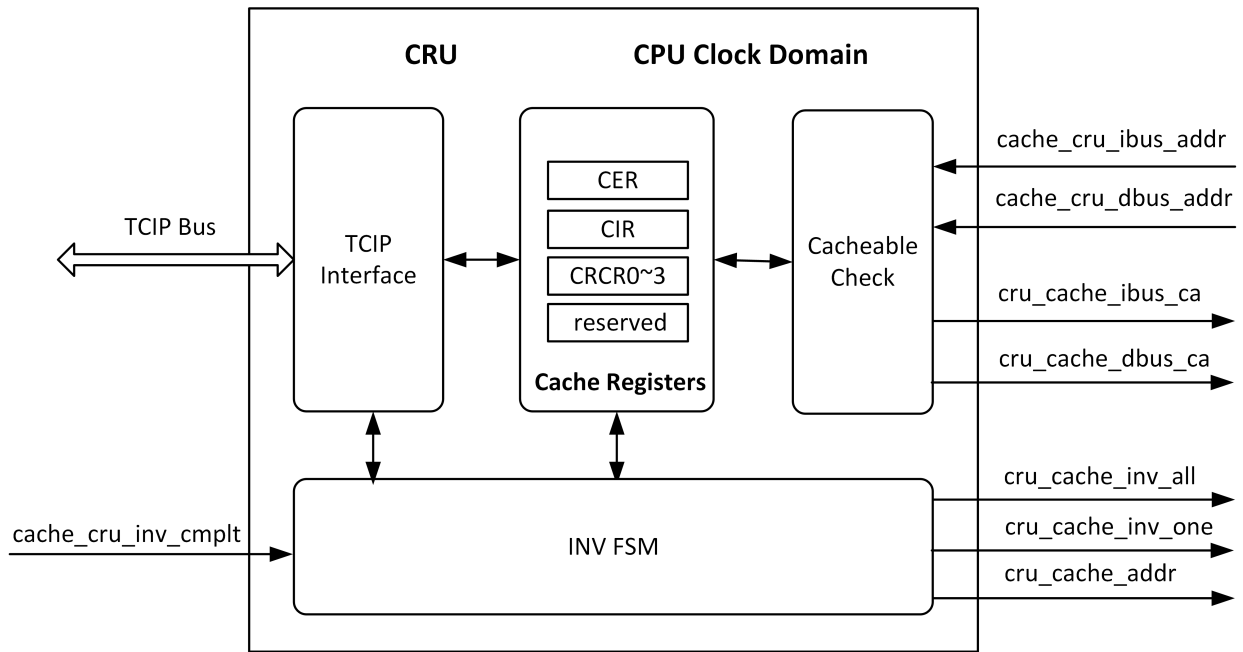 CRU
CPU Clock Domain
TCIP Bus
TCIP
Interface
CER
CIR
CRCR0~3
reserved
Cache Registers
Cacheable
Check
cache_cru_ibus_addr
cache_cru_dbus_addr
cru_cache_ibus_ca
cru_cache_dbus_ca
cache_cru_inv_cmplt
INV FSM
cru_cache_inv_all
cru_cache_inv_one
cru_cache_addr